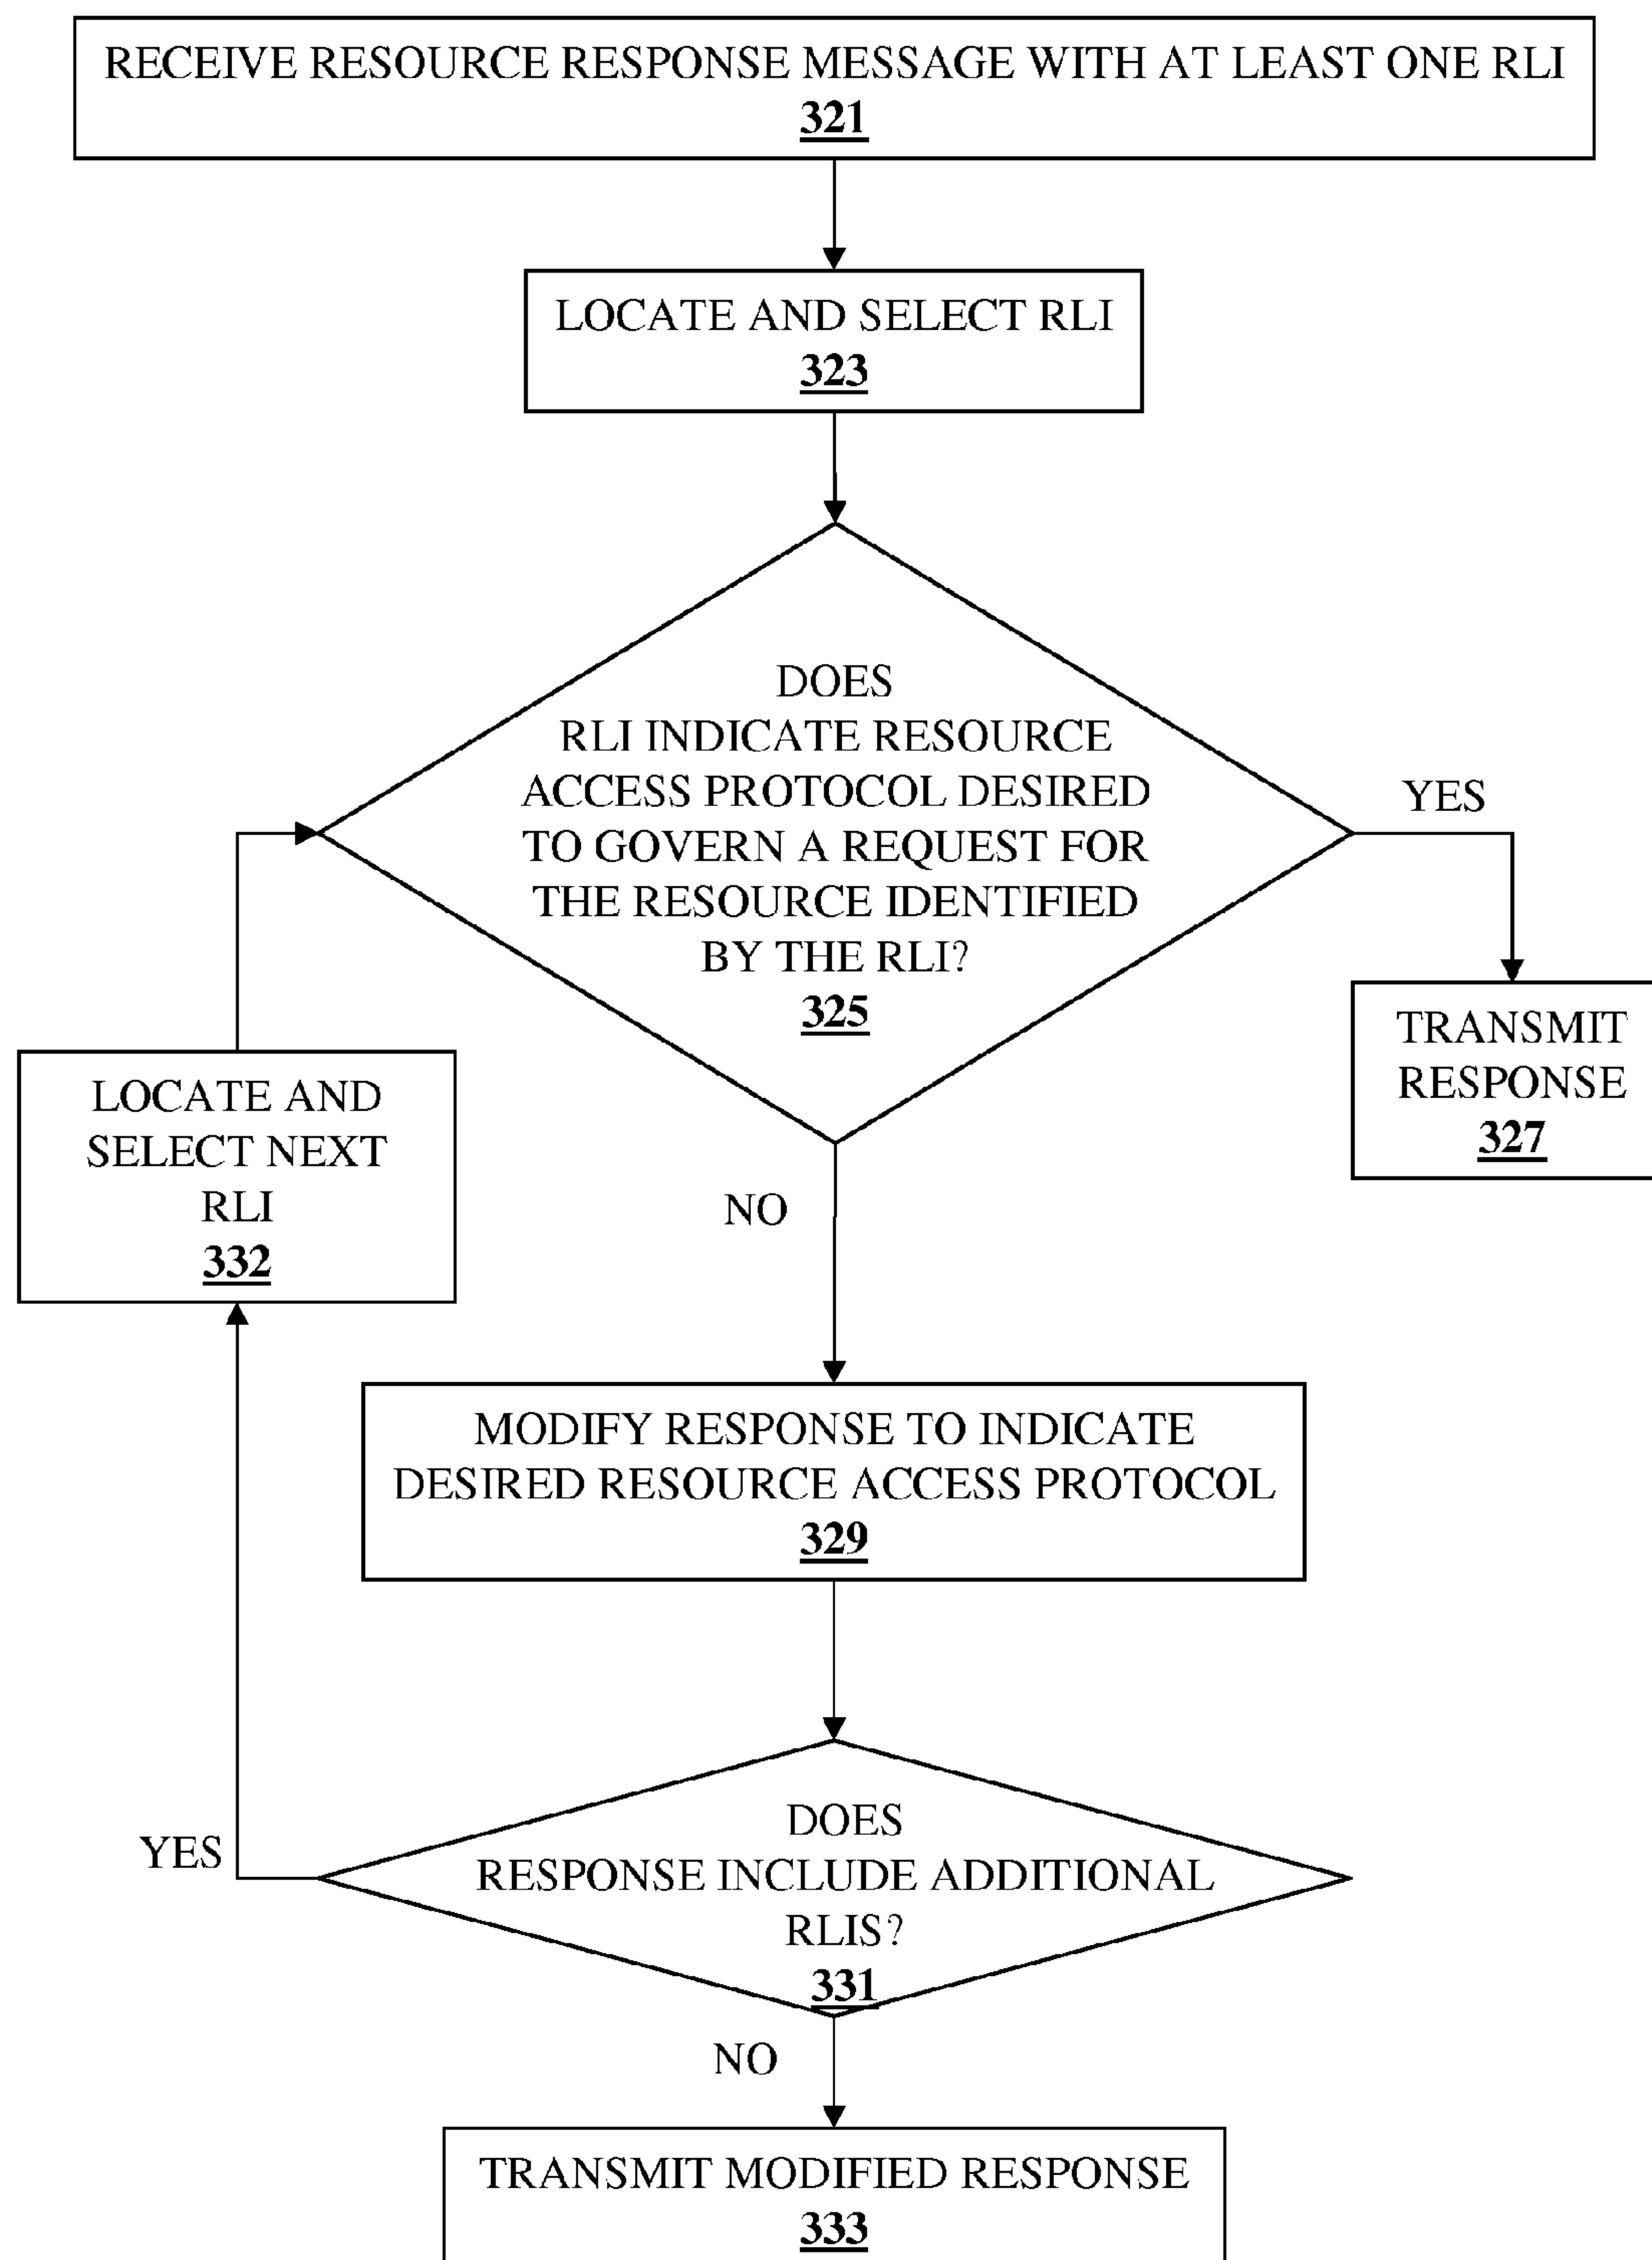 RECEIVE RESOURCE RESPONSE MESSAGE WITH AT LEAST ONE RLI
321
LOCATE AND SELECT RLI
323
DOES
RLI INDICATE RESOURCE
ACCESS PROTOCOL DESIRED
TO GOVERN A REQUEST FOR
THE RESOURCE IDENTIFIED
BY THE RLI?
325
YES
TRANSMIT
RESPONSE
327
LOCATE AND
SELECT NEXT
RLI
332
NO
MODIFY RESPONSE TO INDICATE
DESIRED RESOURCE ACCESS PROTOCOL
329
DOES
RESPONSE INCLUDE ADDITIONAL
RLIS?
331
YES
NO
TRANSMIT MODIFIED RESPONSE
333